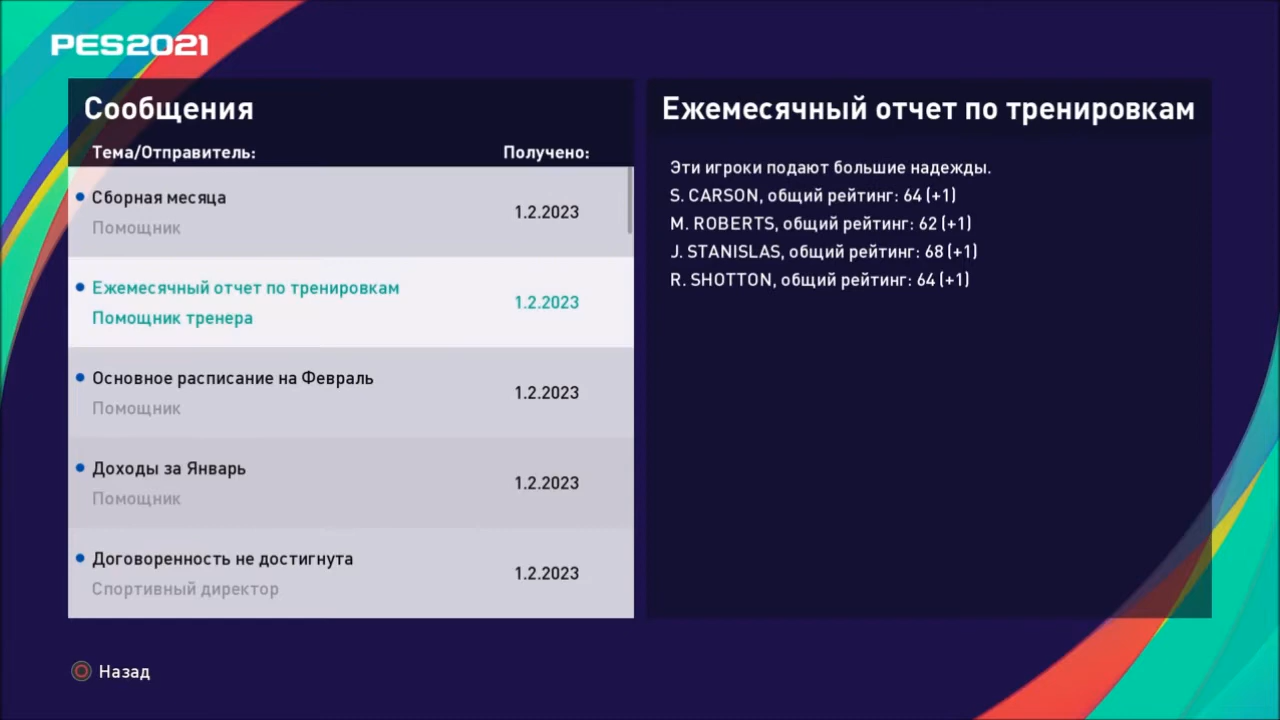 PES2021
Сообщения
Тема/Отправитель:
Получено:
Сборная месяца
Помощник
1.2.2023
Ежемесячный отчет по тренировкам
Помощник тренера
1.2.2023
Основное расписание на Февраль
Помощник
1.2.2023
Доходы за Январь
Помощник
1.2.2023
Договоренность не достигнута
Спортивный директор
1.2.2023
Ежемесячный отчет по тренировкам
Эти игроки подают большие надежды.
S. CARSON, общий рейтинг: 64 (+1)
M. ROBERTS, общий рейтинг: 62 (+1)
J. STANISLAS, общий рейтинг: 68 (+1)
R. SHOTTON, общий рейтинг: 64 (+1)
Назад